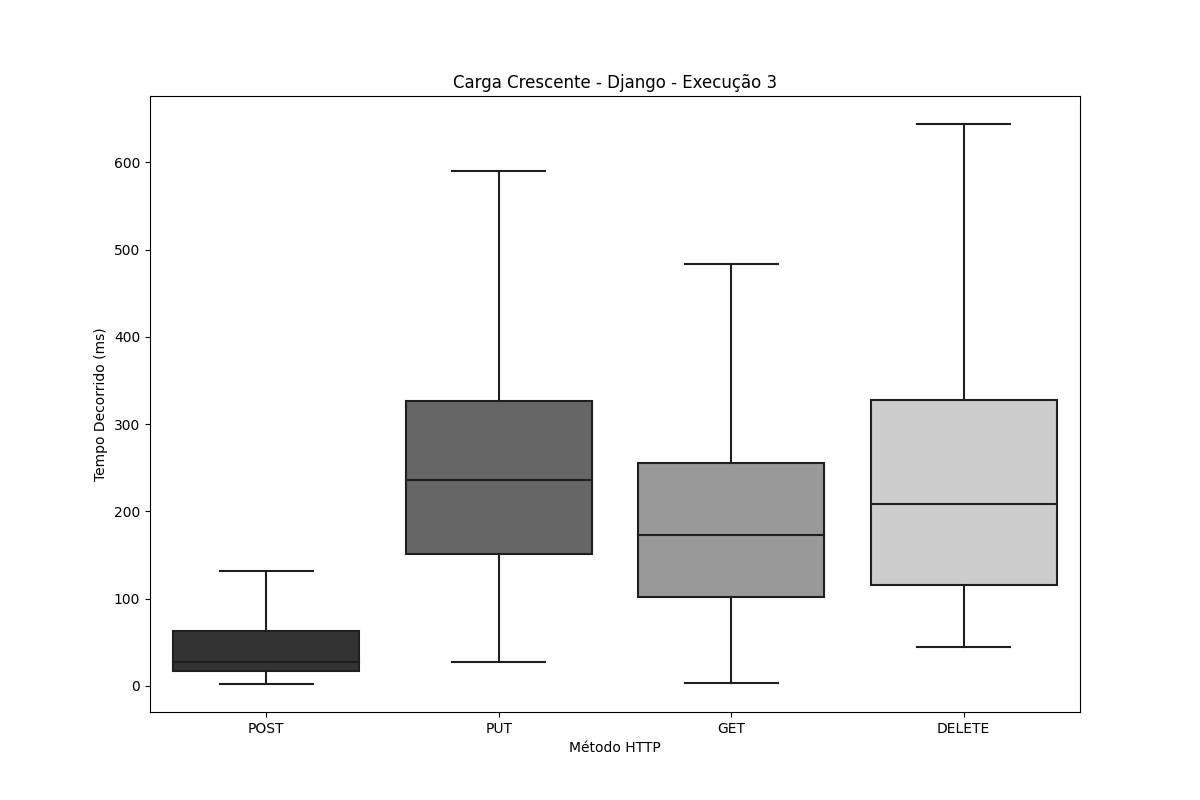 Carga Crescente - Django - Execução 3
Tempo Decorrido (ms)
600
500
400
300
200
100
0
POST PUT GET DELETE
Método HTTP